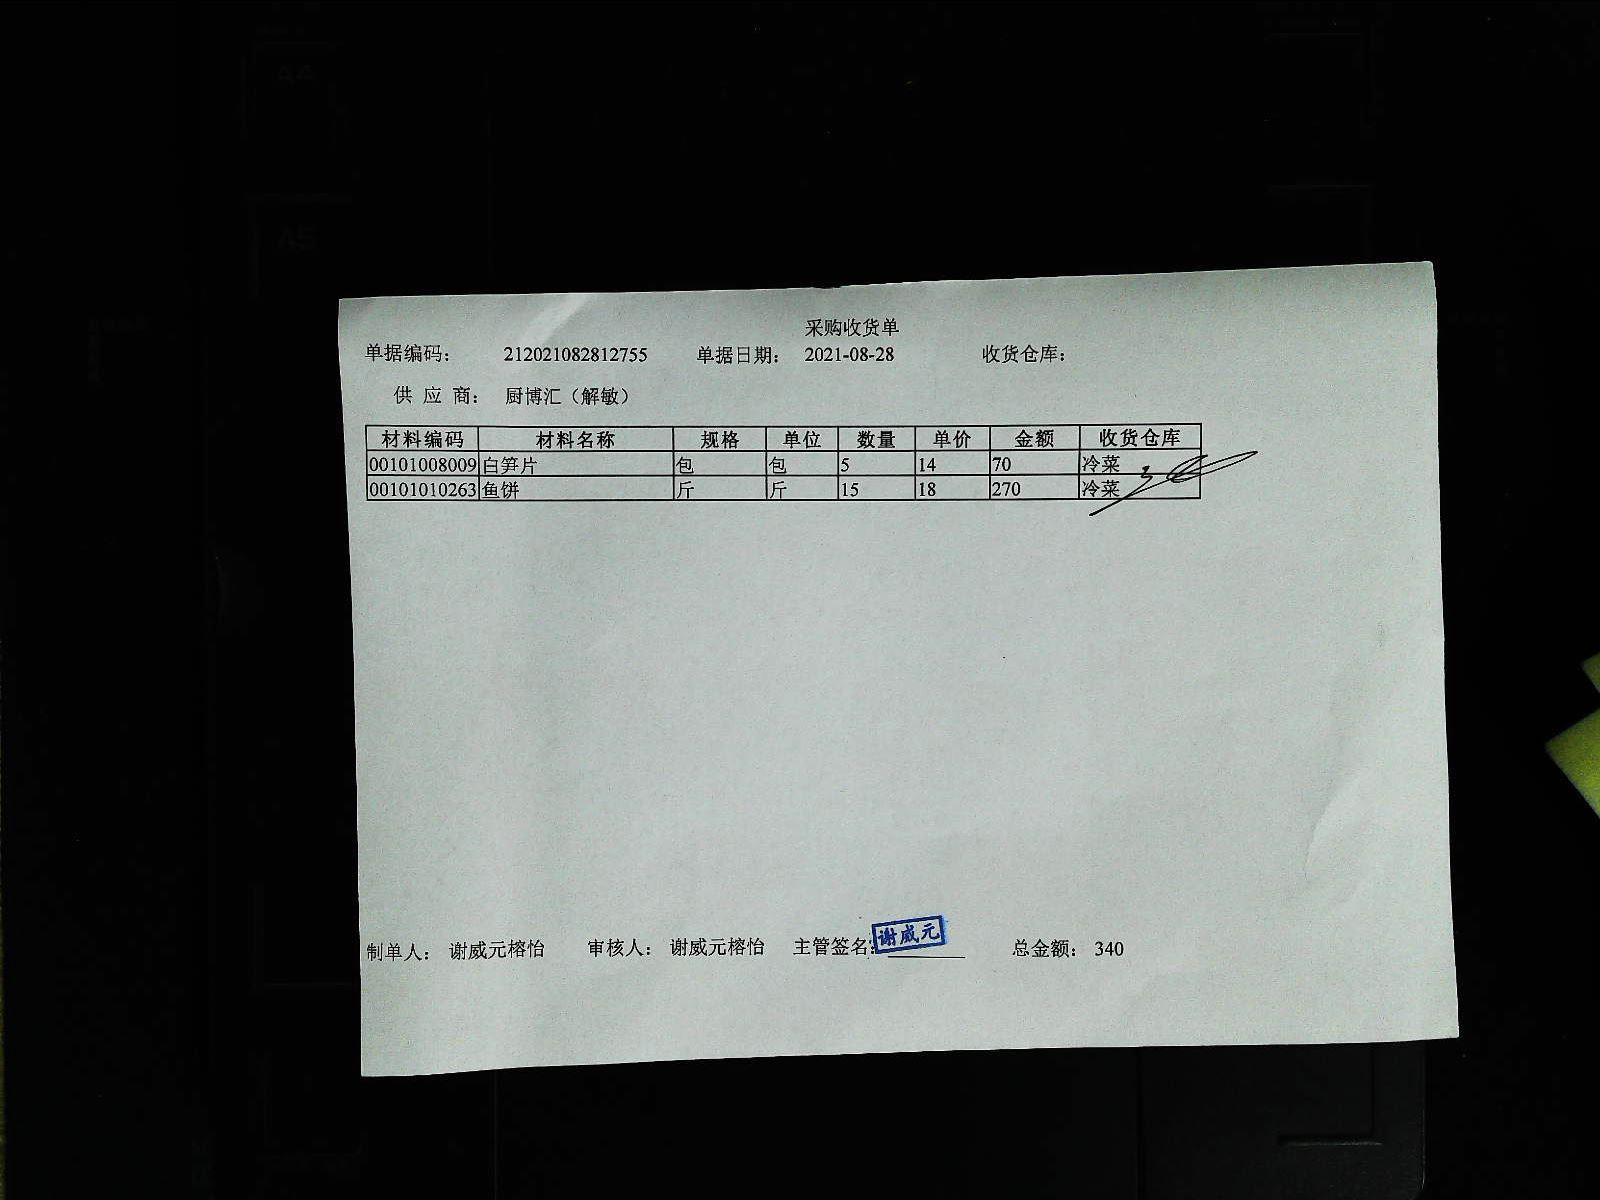 A4
A5
采购收货单
单据编码： 212021082812755 单据日期： 2021-08-28 收货仓库：
供 应 商： 厨博汇（解敏）
材料编码 材料名称 规格 单位 数量 单价 金额 收货仓库
00101008009 白笋片 包 包 5 14 70 冷菜
00101010263 鱼饼 斤 斤 15 18 270 冷菜
制单人： 谢威元榕怡 审核人： 谢威元榕怡 主管签名： 谢威元 总金额： 340